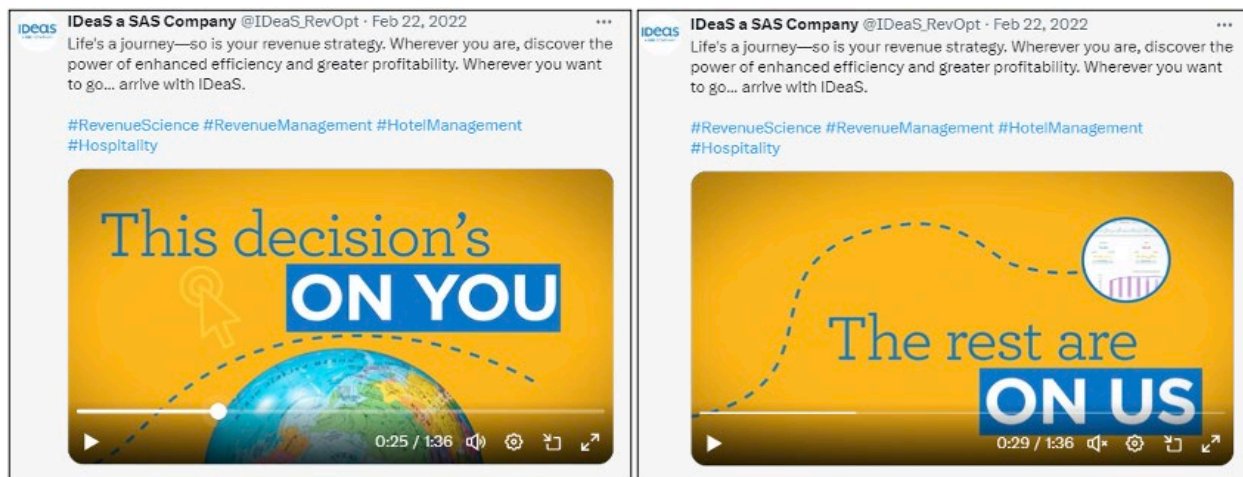 IDeaS
IDeaS a SAS Company @IDeaS_RevOpt · Feb 22, 2022
Life's a journey—so is your revenue strategy. Wherever you are, discover the
power of enhanced efficiency and greater profitability. Wherever you want
to go... arrive with IDeaS.
#RevenueScience #RevenueManagement #HotelManagement
#Hospitality
This decision's
ON YOU
0:25 / 1:36
IDeaS
IDeaS a SAS Company @IDeaS_RevOpt · Feb 22, 2022
Life's a journey—so is your revenue strategy. Wherever you are, discover the
power of enhanced efficiency and greater profitability. Wherever you want
to go... arrive with IDeaS.
#RevenueScience #RevenueManagement #HotelManagement
#Hospitality
The rest are
ON US
0:29 / 1:36